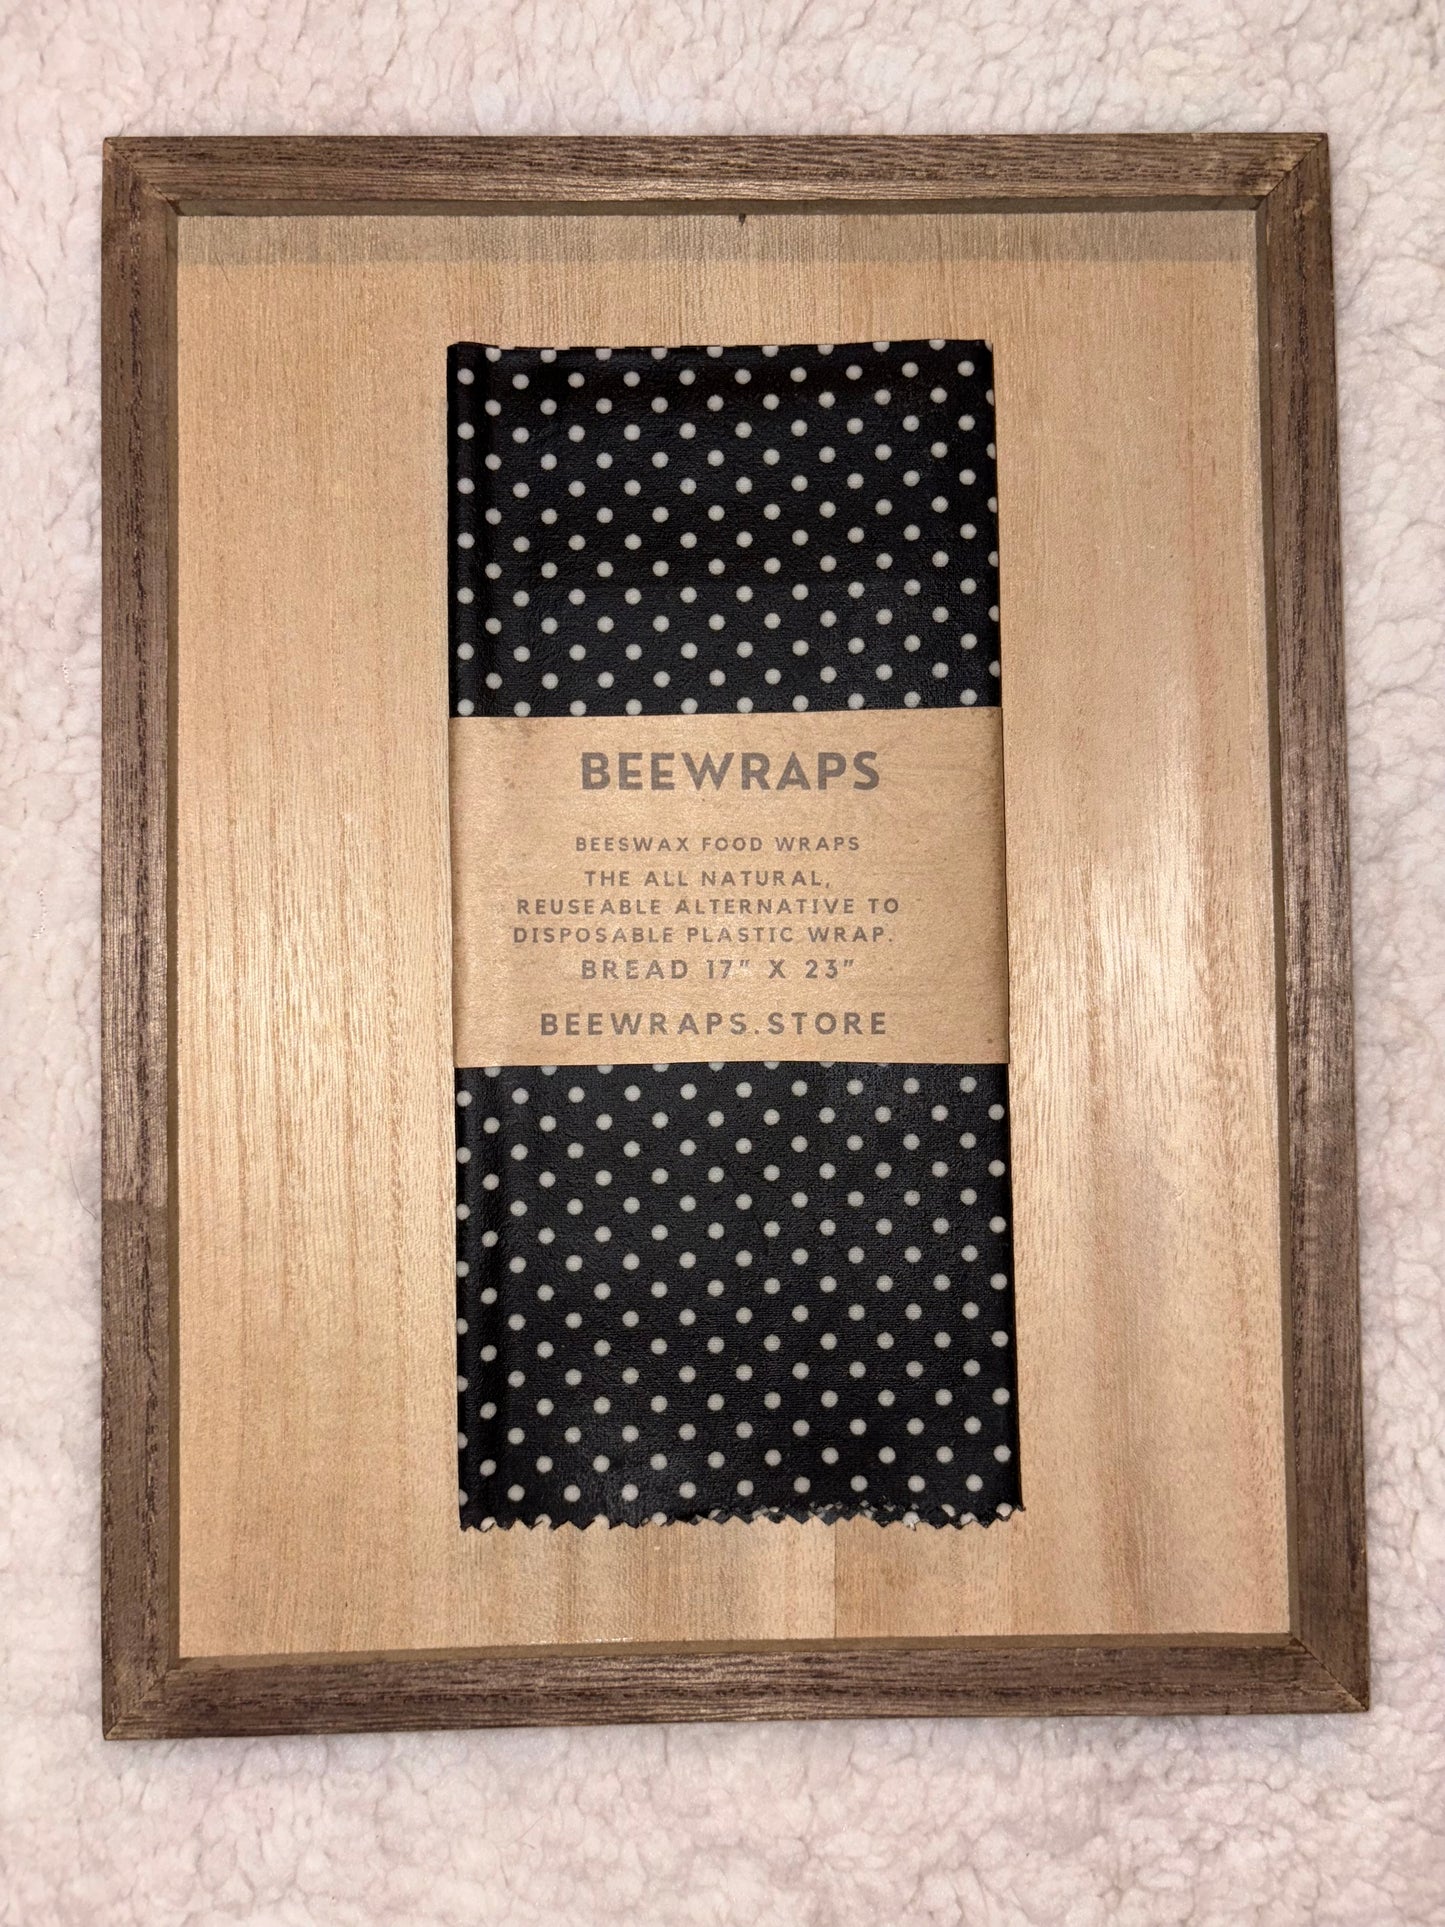 BEEWRAPS
BEESWAX FOOD WRAPS
THE ALL NATURAL,
REUSEABLE ALTERNATIVE TO
DISPOSABLE PLASTIC WRAP.
BREAD 17" X 23"
BEEWRAPS.STORE